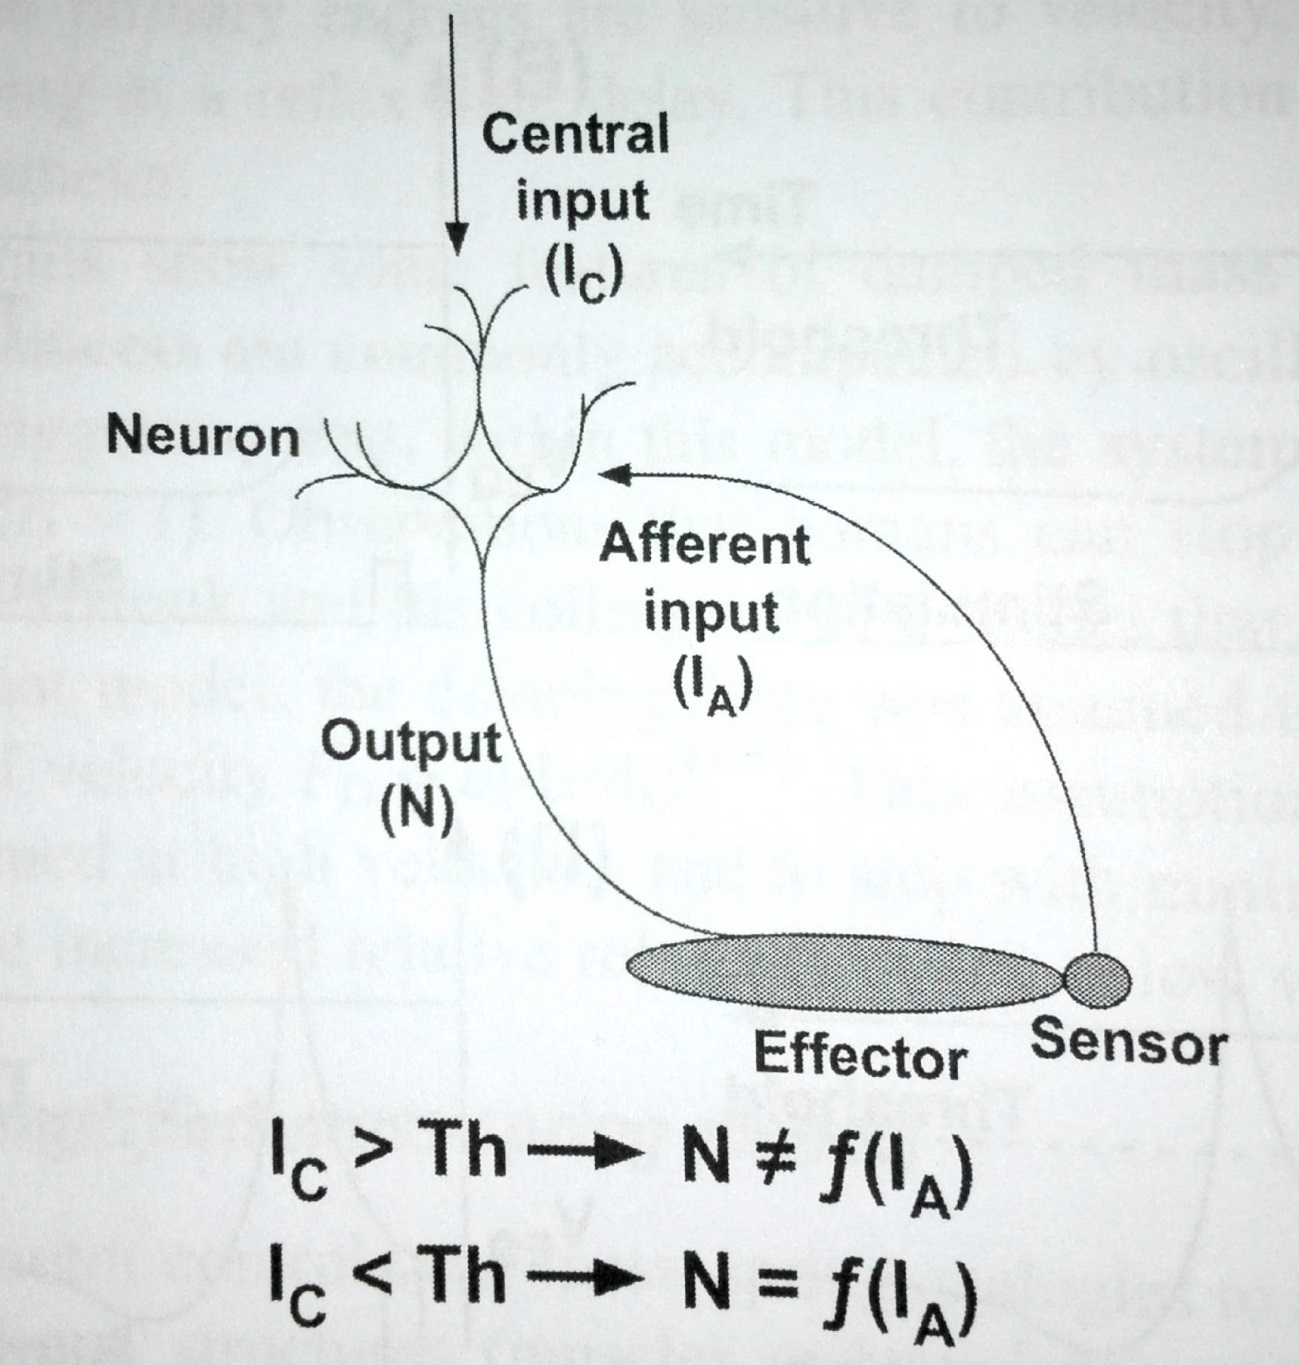 Central
input
(I_C)
Neuron
Afferent
input
(I_A)
Output
(N)
Effector
Sensor
I_C > Th → N ≠ f(I_A)
I_C < Th → N = f(I_A)